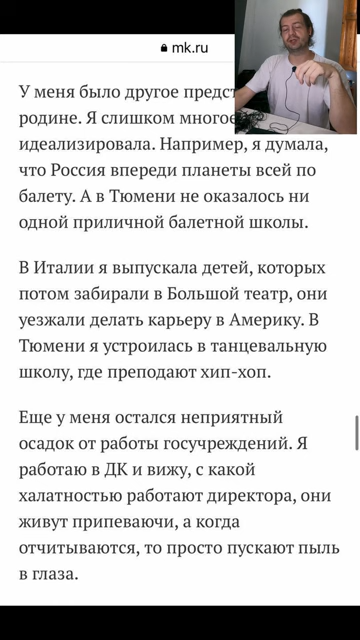 mk.ru
У меня было другое предст
родине. Я слишком многое
идеализировала. Например, я думала,
что Россия впереди планеты всей по
балету. А в Тюмени не оказалось ни
одной приличной балетной школы.
В Италии я выпускала детей, которых
потом забирали в Большой театр, они
уезжали делать карьеру в Америку. В
Тюмени я устроилась в танцевальную
школу, где преподают хип-хоп.
Еще у меня остался неприятный
осадок от работы госучреждений. Я
работаю в ДК и вижу, с какой
халатностью работают директора, они
живут припеваючи, а когда
отчитываются, то просто пускают пыль
в глаза.